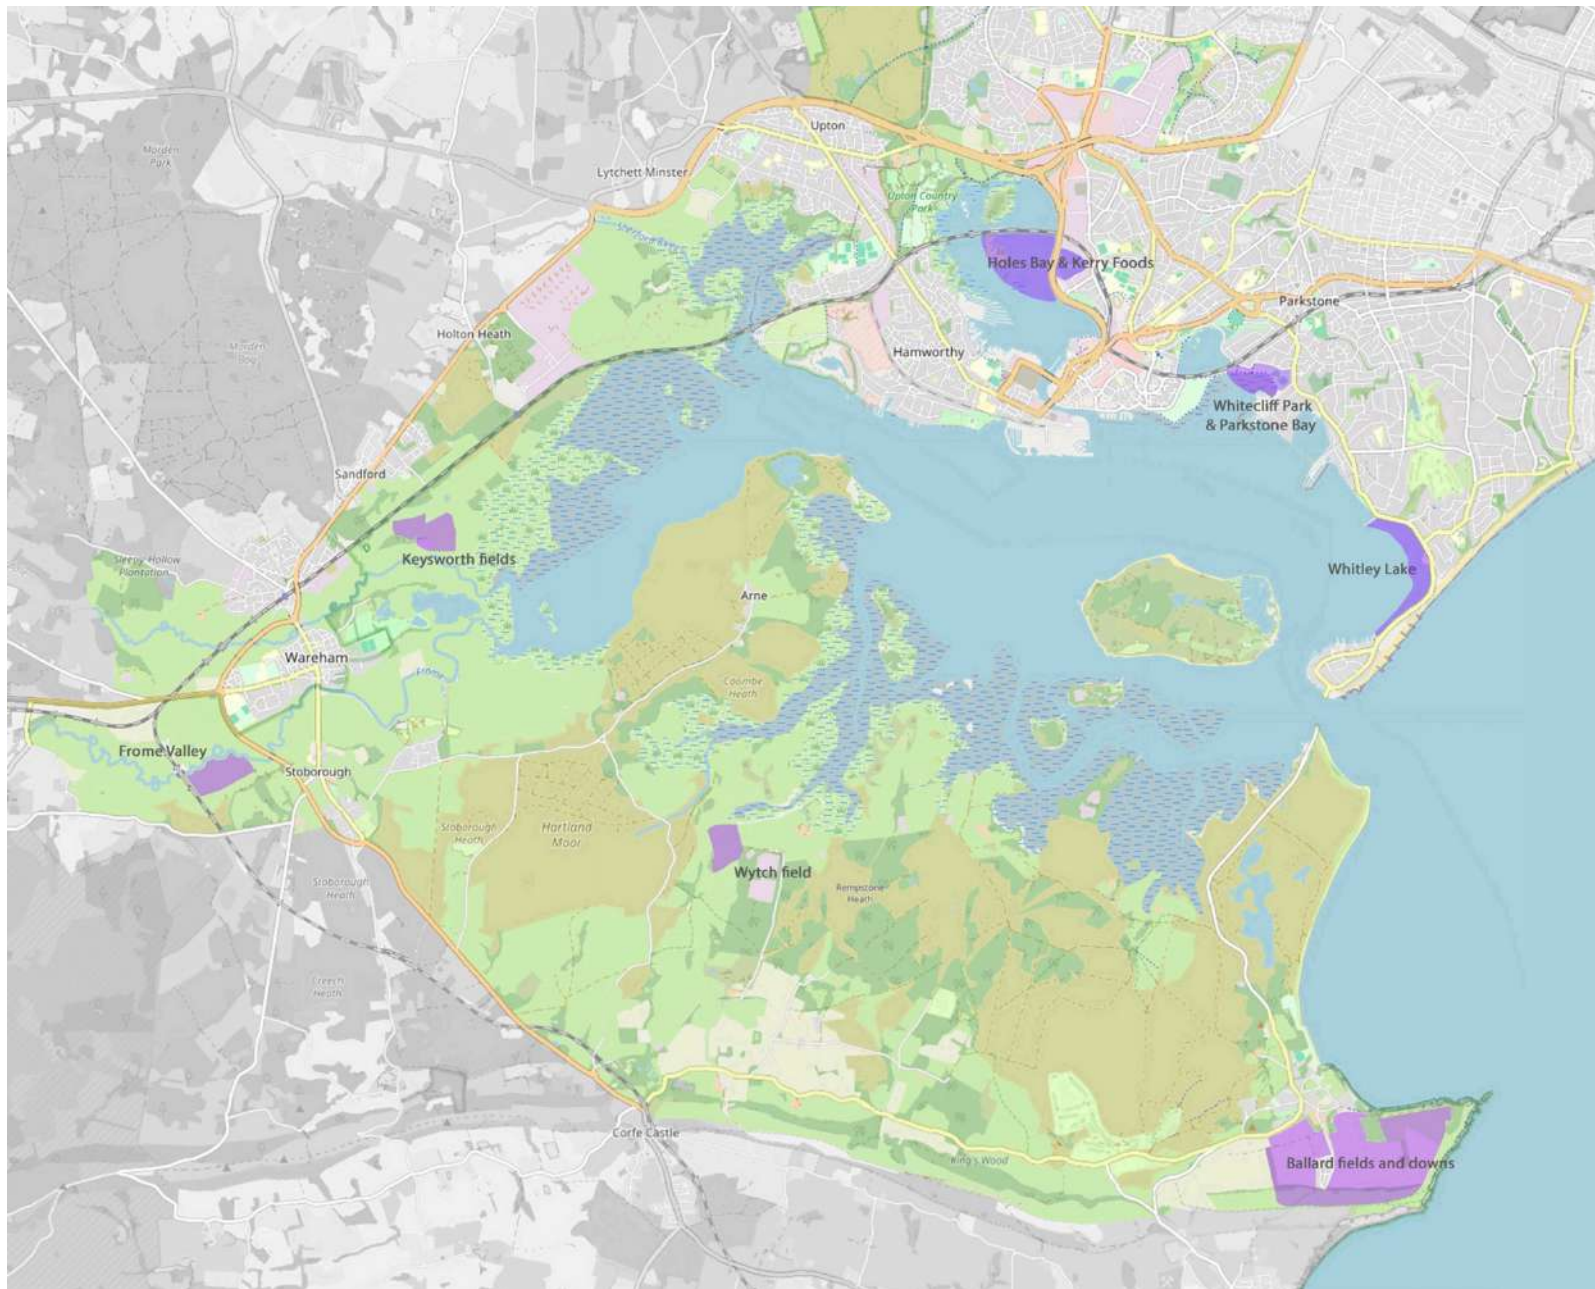 Upton
Morden
Park
Lytchett Minster
Upton Country
Park
Sherford River
Holes Bay & Kerry Foods
Parkstone
Holton Heath
Morden
Bog
Hamworthy
Whitecliff Park
& Parkstone Bay
Sandford
Keysworth fields
Sleepy Hollow
Plantation
Whitley Lake
Arne
Wareham
Frome
Coombe
Heath
Frome Valley
Stoborough
Stoborough
Heath
Hartland
Moor
Wytch field
Stoborough
Heath
Rempstone
Heath
Creech
Heath
Corfe Castle
King's Wood
Ballard fields and downs